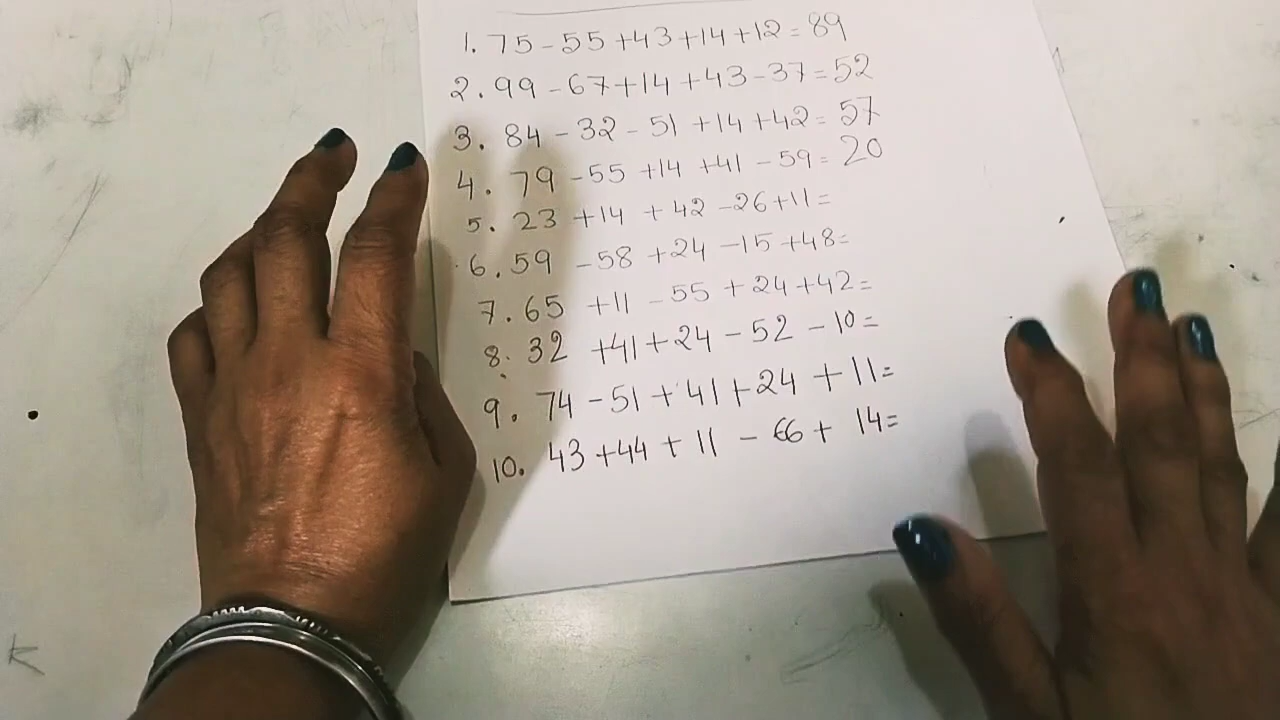 1. 75 - 55 + 43 + 14 + 12 = 89
2. 99 - 67 + 14 + 43 - 37 = 52
3. 84 - 32 - 51 + 14 + 42 = 57
4. 79 - 55 + 14 + 41 - 59 = 20
5. 23 + 14 + 42 - 26 + 11 =
6. 59 - 58 + 24 - 15 + 48 =
7. 65 + 11 - 55 + 24 + 42 =
8. 32 + 41 + 24 - 52 - 10 =
9. 74 - 51 + 41 + 24 + 11 =
10. 43 + 44 + 11 - 66 + 14 =